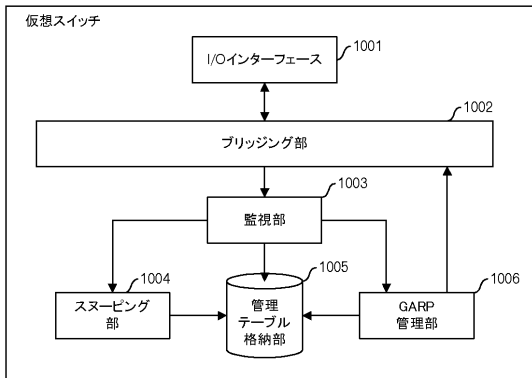 仮想スイッチ
I/Oインターフェース
1001
1002
ブリッジング部
1003
監視部
1004
スヌーピング
部
1005
管理
テーブル
格納部
1006
GARP
管理部